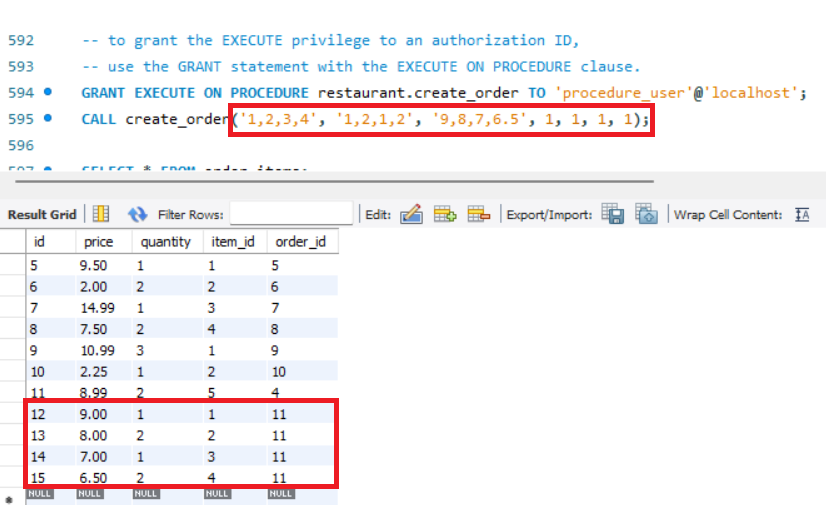 592 -- to grant the EXECUTE privilege to an authorization ID,
593 -- use the GRANT statement with the EXECUTE ON PROCEDURE clause.
594 GRANT EXECUTE ON PROCEDURE restaurant.create_order TO 'procedure_user'@'localhost';
595 CALL create_order('1,2,3,4', '1,2,1,2', '9,8,7,6.5', 1, 1, 1, 1);
596
597 SELECT * FROM order_items;
Result Grid Filter Rows: Edit: Export/Import: Wrap Cell Content: IA
id price quantity item_id order_id
5 9.50 1 1 5
6 2.00 2 2 6
7 14.99 1 3 7
8 7.50 2 4 8
9 10.99 3 1 9
10 2.25 1 2 10
11 8.99 2 5 4
12 9.00 1 1 11
13 8.00 2 2 11
14 7.00 1 3 11
15 6.50 2 4 11
* NULL NULL NULL NULL NULL